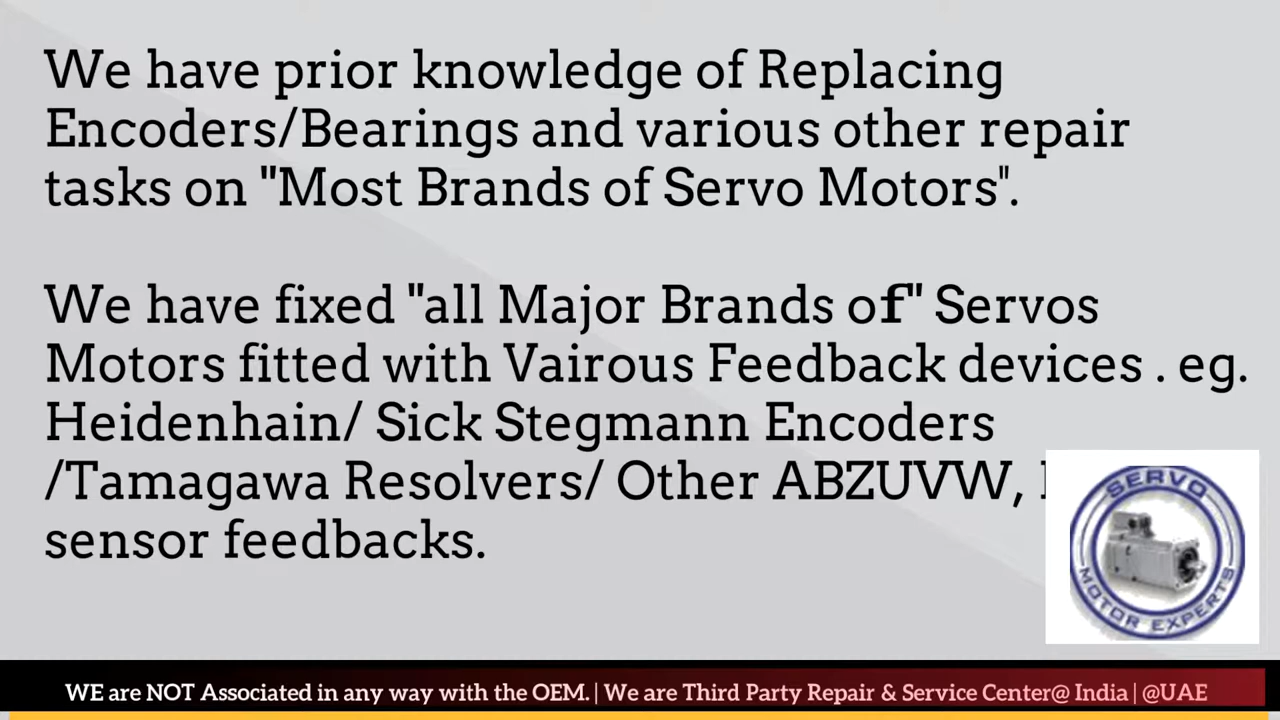 We have prior knowledge of Replacing
Encoders/Bearings and various other repair
tasks on "Most Brands of Servo Motors".
We have fixed "all Major Brands of" Servos
Motors fitted with Vairous Feedback devices . eg.
Heidenhain/ Sick Stegmann Encoders
/Tamagawa Resolvers/ Other ABZUVW,
sensor feedbacks.
SERVO
MOTOR EXPERTS
WE are NOT Associated in any way with the OEM. | We are Third Party Repair & Service Center@ India | @UAE